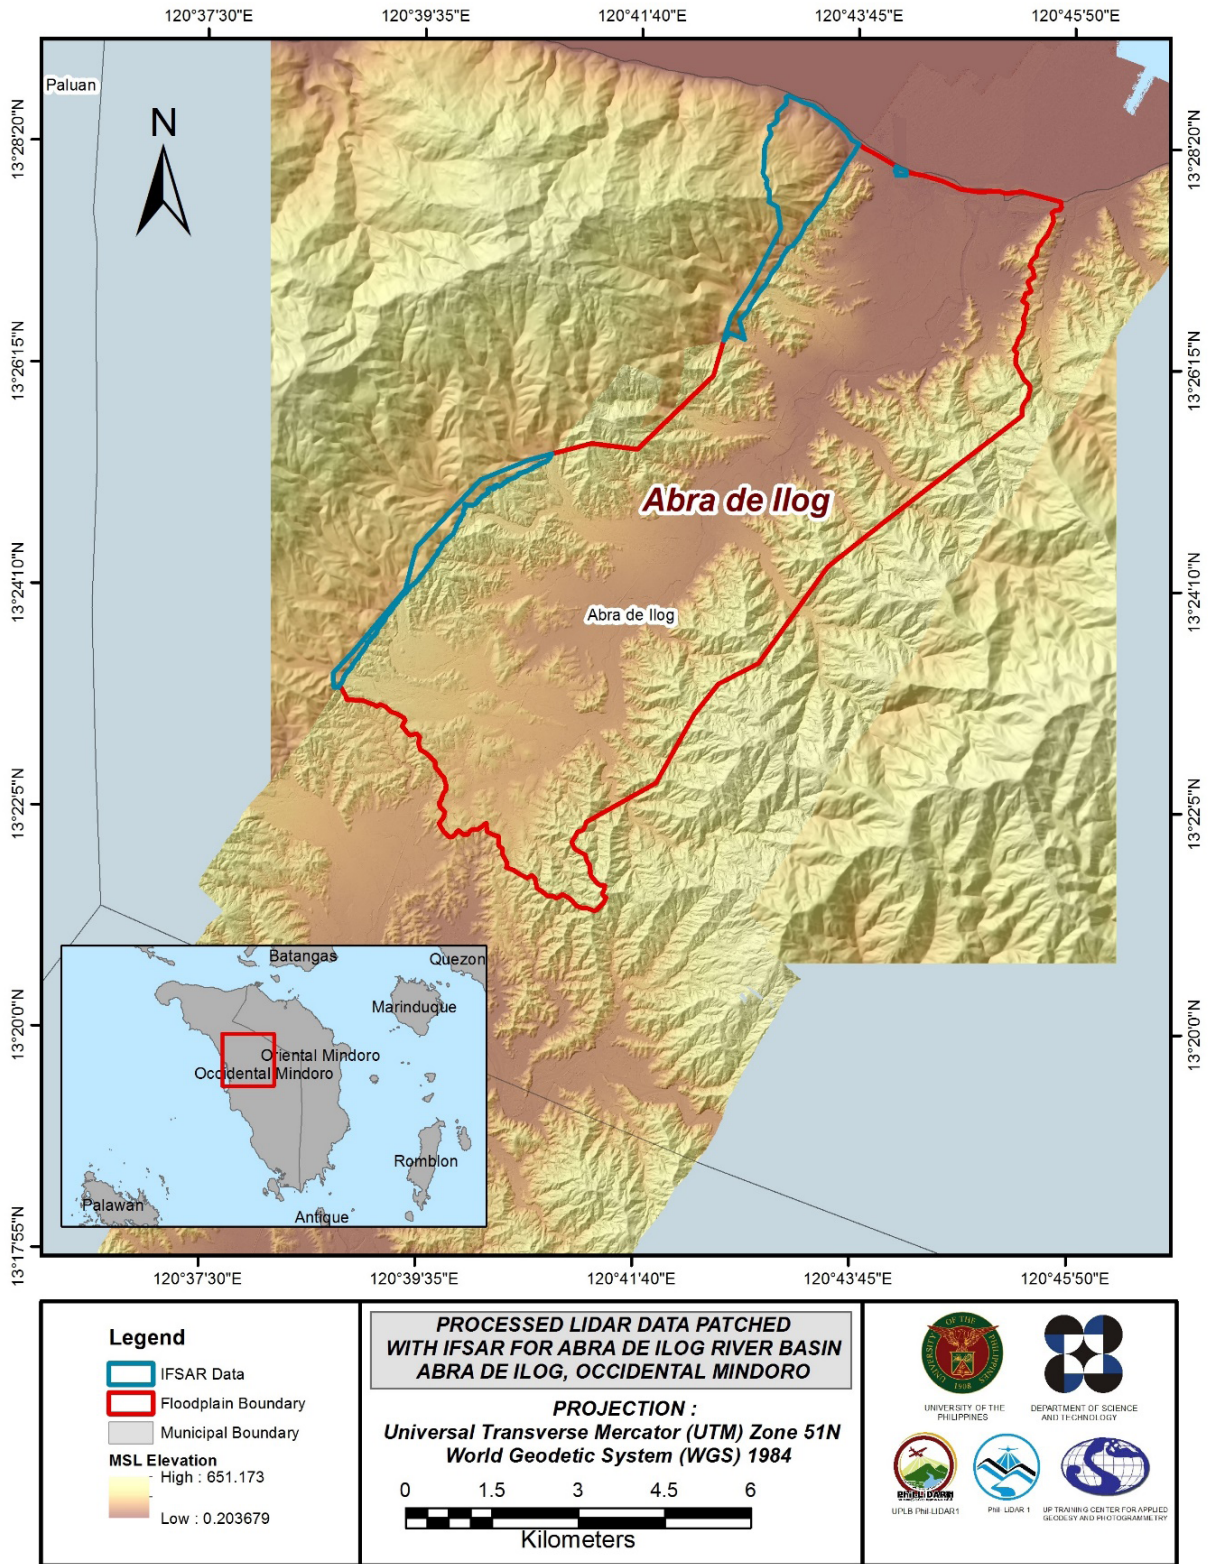 120°37'30"E
120°39'35"E
120°41'40"E
120°43'45"E
120°45'50"E
Paluan
N
13°28'20"N
13°28'20"N
13°26'15"N
13°26'15"N
Abra de Ilog
13°24'10"N
13°24'10"N
Abra de Ilog
13°22'5"N
13°22'5"N
Batangas
Quezon
Marinduque
13°20'0"N
13°20'0"N
Oriental Mindoro
Occidental Mindoro
Romblon
Palawan
Antique
13°17'55"N
120°37'30"E
120°39'35"E
120°41'40"E
120°43'45"E
120°45'50"E
Legend
IFSAR Data
Floodplain Boundary
Municipal Boundary
MSL Elevation
High : 651.173
Low : 0.203679
PROCESSED LIDAR DATA PATCHED
WITH IFSAR FOR ABRA DE ILOG RIVER BASIN
ABRA DE ILOG, OCCIDENTAL MINDORO
PROJECTION :
Universal Transverse Mercator (UTM) Zone 51N
World Geodetic System (WGS) 1984
0 1.5 3 4.5 6
Kilometers
UNIVERSITY OF THE PHILIPPINES
1908
UNIVERSITY OF THE
PHILIPPINES
DEPARTMENT OF SCIENCE
AND TECHNOLOGY
UPLB Phil-LIDAR1
Phil LIDAR 1
UP TRAINING CENTER FOR APPLIED
GEODESY AND PHOTOGRAMMETRY